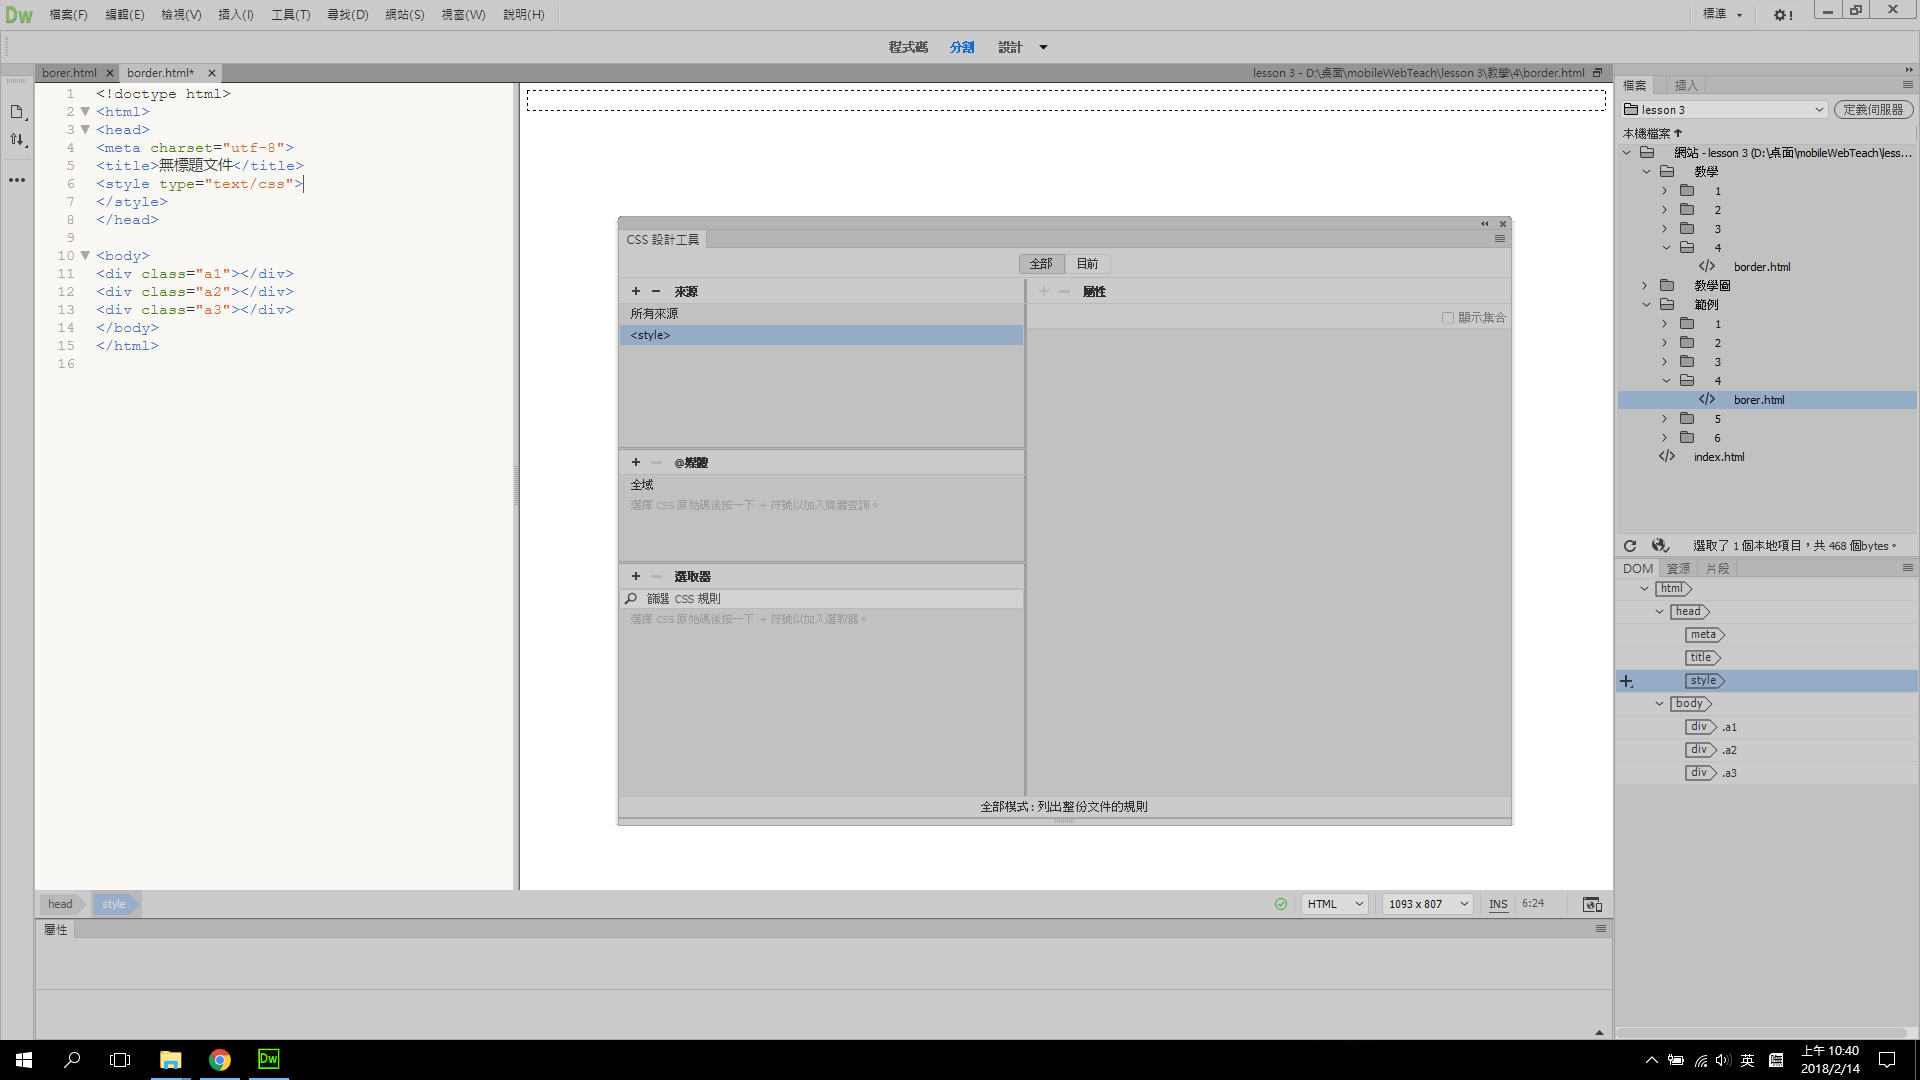 Dw 檔案(F) 編輯(E) 檢視(V) 插入(I) 工具(T) 尋找(D) 網站(S) 視窗(W) 說明(H) 標準
程式碼 分割 設計
borer.html border.html* lesson 3 - D:\桌面\mobileWebTeach\lesson 3\教學\4\border.html
1 <!doctype html>
2 <html>
3 <head>
4 <meta charset="utf-8">
5 <title>無標題文件</title>
6 <style type="text/css">
7 </style>
8 </head>
9
10 <body>
11 <div class="a1"></div>
12 <div class="a2"></div>
13 <div class="a3"></div>
14 </body>
15 </html>
16
CSS 設計工具
全部 目前
+ − 來源
所有來源
<style>
+ − @媒體
全域
選擇 CSS 原始碼後按一下 + 符號以加入媒體查詢。
+ − 選取器
篩選 CSS 規則
選擇 CSS 原始碼後按一下 + 符號以加入選取器。
+ − 屬性
顯示集合
全部模式 : 列出整份文件的規則
檔案 插入
lesson 3 定義伺服器
本機檔案
網站 - lesson 3 (D:\桌面\mobileWebTeach\less...
教學
1
2
3
4
border.html
教學圖
範例
1
2
3
4
borer.html
5
6
index.html
選取了 1 個本地項目，共 468 個bytes。
DOM 資源 片段
html
head
meta
title
style
body
div .a1
div .a2
div .a3
head style HTML 1093 x 807 INS 6:24
屬性
Dw 英 上午 10:40
2018/2/14